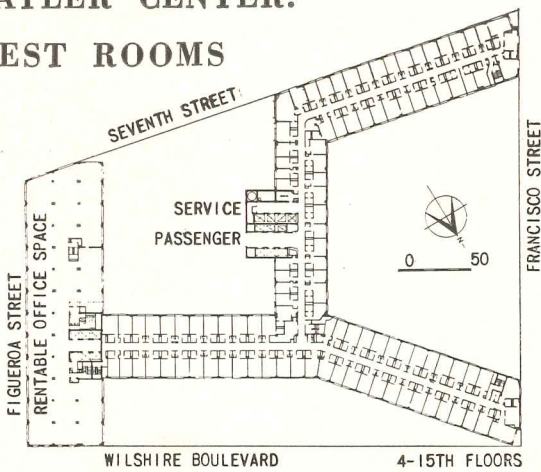 CENTER:
EST ROOMS
SEVENTH STREET
SERVICE
PASSENGER
FIGUEROA STREET
RENTABLE OFFICE SPACE
FRANCISCO STREET
N
0 50
WILSHIRE BOULEVARD
4-15TH FLOORS